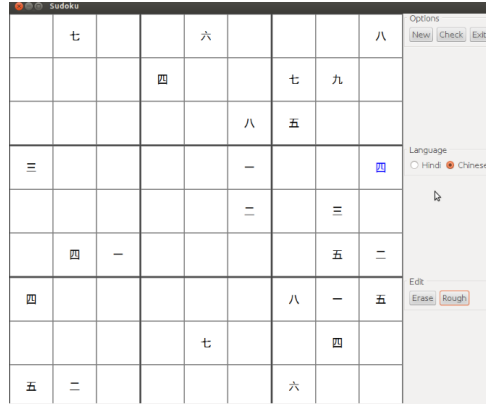 Sudoku
七 六 八
四 七 九
八 五
三 一 四
二 三
四 一 五 二
四 八 一 五
七 四
五 二 六
Options
New Check Exit
Language
Hindi Chinese
Edit
Erase Rough